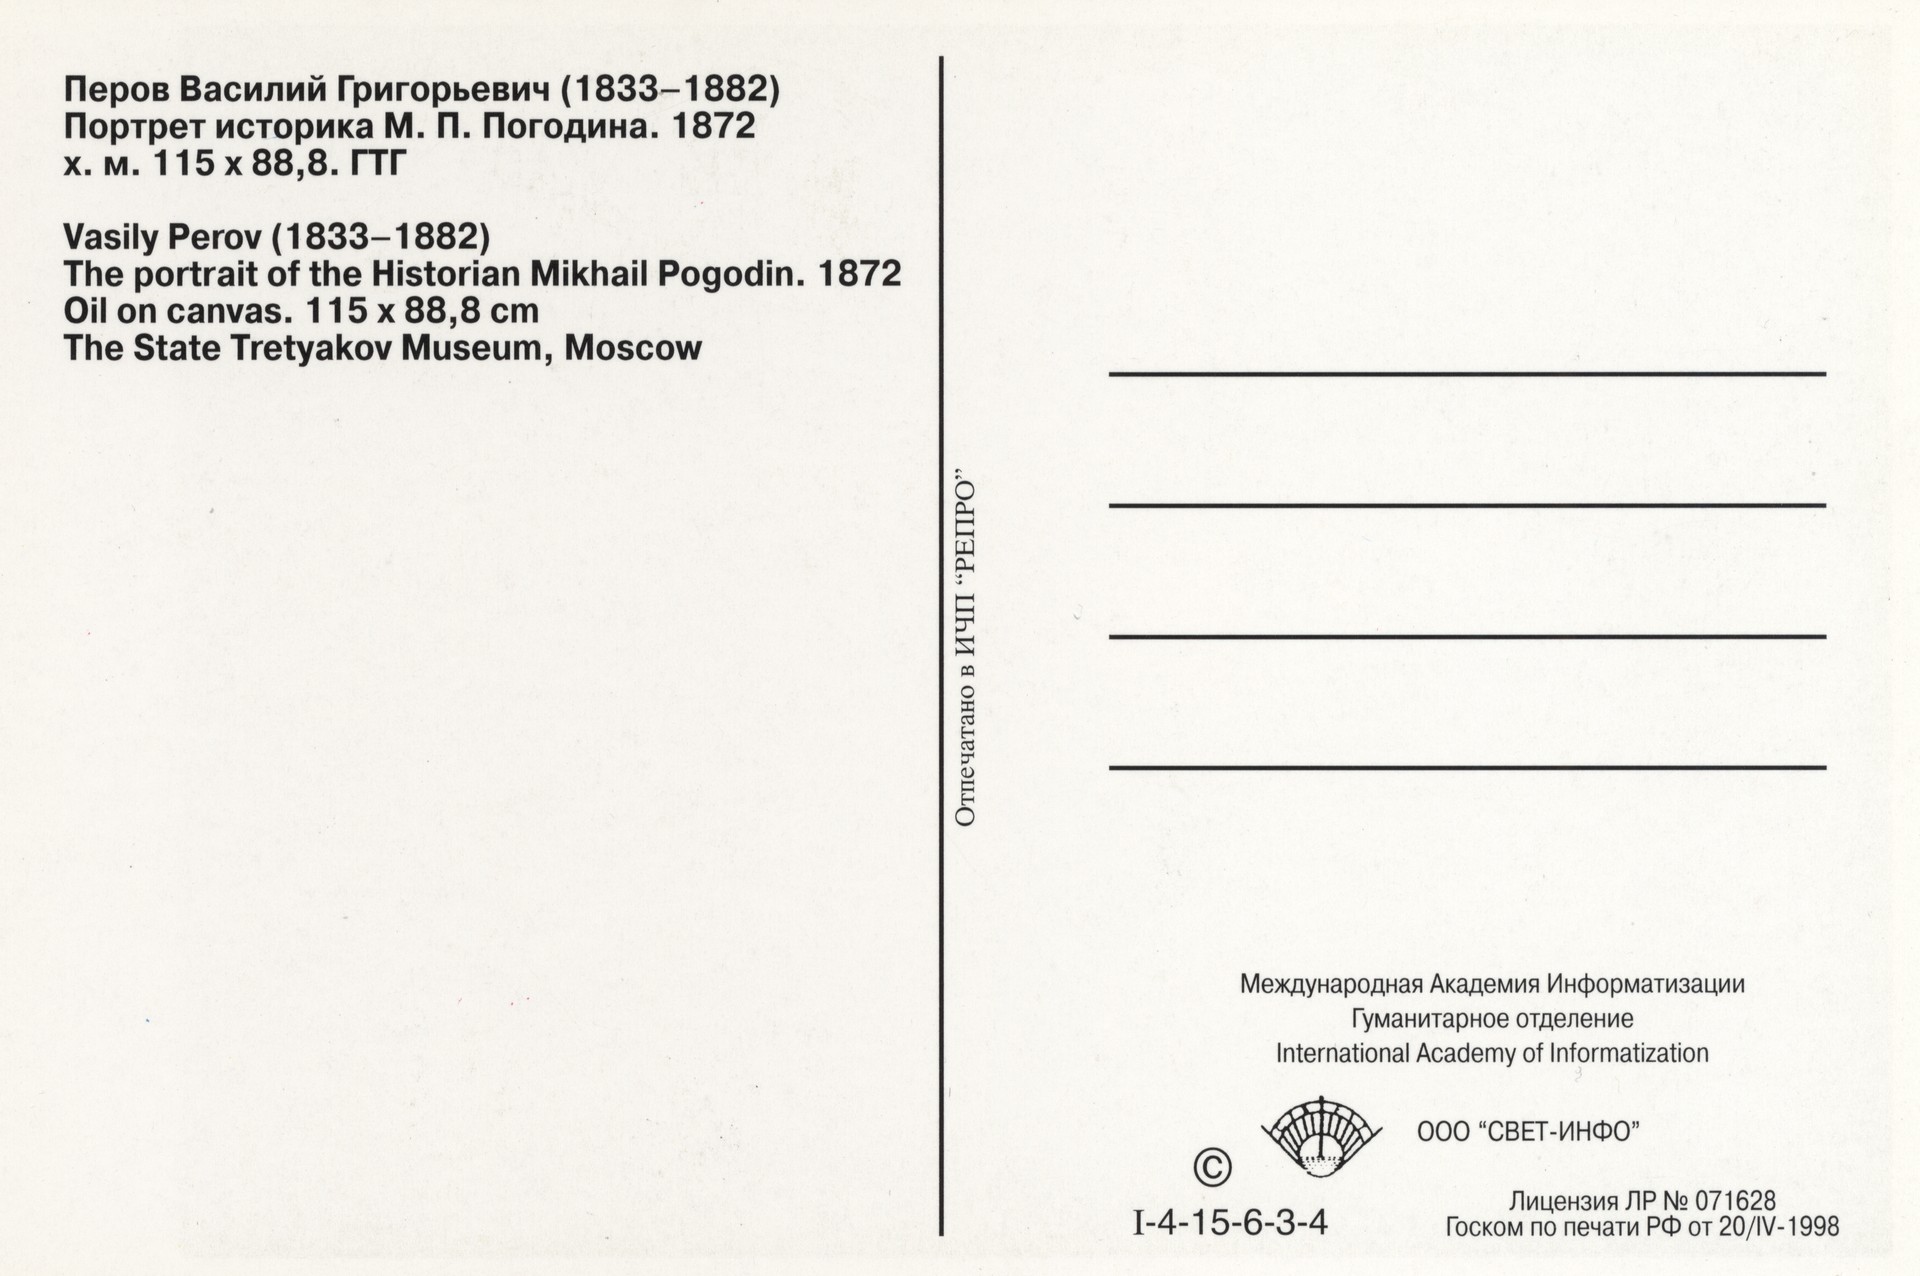 Перов Василий Григорьевич (1833–1882)
Портрет историка М. П. Погодина. 1872
х. м. 115 х 88,8. ГТГ
Vasily Perov (1833–1882)
The portrait of the Historian Mikhail Pogodin. 1872
Oil on canvas. 115 x 88,8 cm
The State Tretyakov Museum, Moscow
Отпечатано в ИЧП “РЕПРО”
Международная Академия Информатизации
Гуманитарное отделение
International Academy of Informatization
ООО “СВЕТ-ИНФО”
©
I-4-15-6-3-4
Лицензия ЛР № 071628
Госком по печати РФ от 20/IV-1998